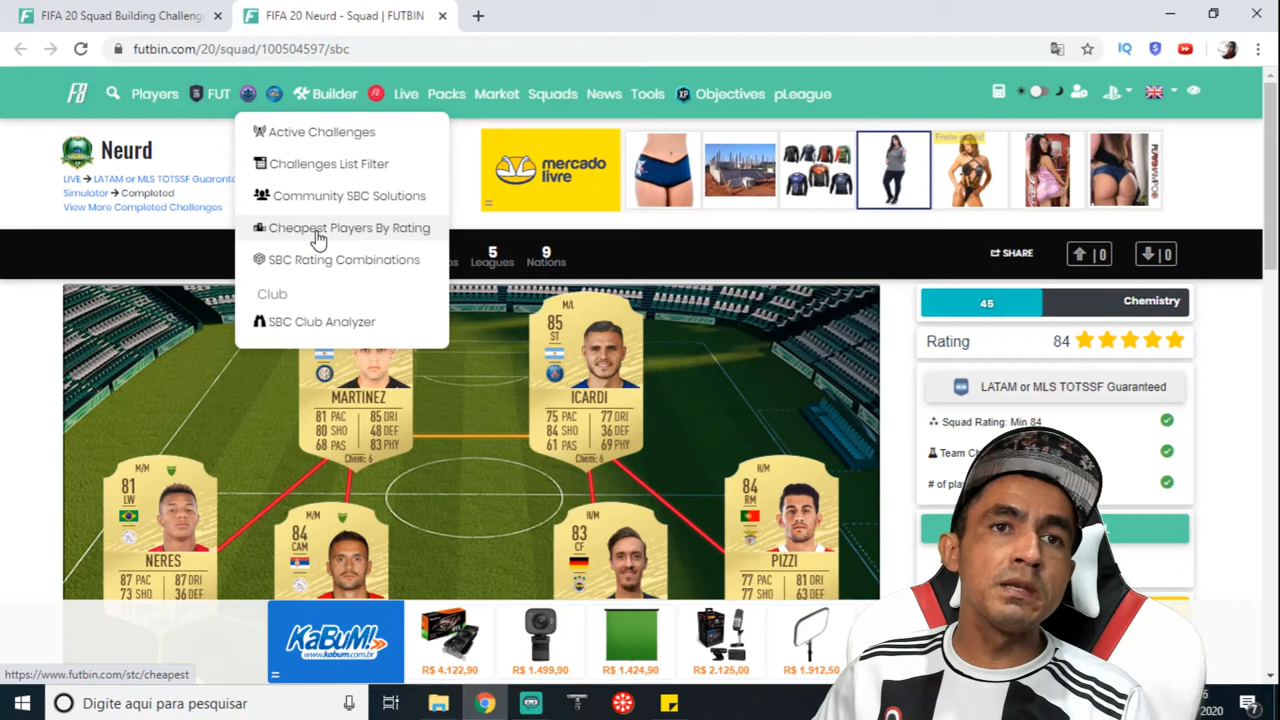 FIFA 20 Squad Building Challeng
FIFA 20 Neurd - Squad | FUTBIN
futbin.com/20/squad/100504597/sbc
Players FUT Builder Live Packs Market Squads News Tools Objectives pLeague
Neurd
LIVE → LATAM or MLS TOTSSF Guarant
Simulator → Completed
View More Completed Challenges
Active Challenges
Challenges List Filter
Community SBC Solutions
Cheapest Players By Rating
SBC Rating Combinations
Club
SBC Club Analyzer
mercado
livre
Frete grátis
5
Leagues
9
Nations
SHARE
| 0
| 0
45
Chemistry
Rating
84
LATAM or MLS TOTSSF Guaranteed
Squad Rating: Min 84
Team Ch
# of play
MARTINEZ
81 PAC 85 DRI
80 SHO 48 DEF
68 PAS 83 PHY
Chem: 6
M/L
85
ST
ICARDI
75 PAC 77 DRI
84 SHO 36 DEF
61 PAS 69 PHY
Chem: 6
M/M
81
LW
NERES
87 PAC 87 DRI
73 SHO 36 DEF
M/M
84
CAM
H/M
83
CF
H/M
84
RM
PIZZI
77 PAC 81 DRI
KaBuM!
www.kabum.com.br
R$ 4.122,90
R$ 1.499,90
R$ 1.424,90
R$ 2.125,00
R$ 1.912,50
https://www.futbin.com/stc/cheapest
Digite aqui para pesquisar
2020
7